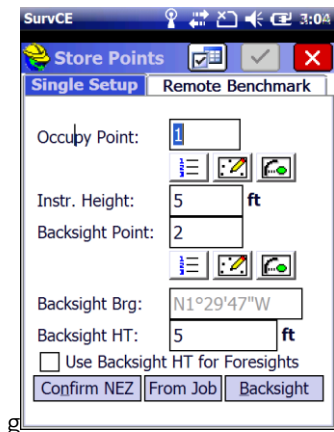 SurvCE 3:04
Store Points
Single Setup Remote Benchmark
Occupy Point: 1
Instr. Height: 5 ft
Backsight Point: 2
Backsight Brg: N1°29'47"W
Backsight HT: 5 ft
Use Backsight HT for Foresights
Confirm NEZ From Job Backsight
g